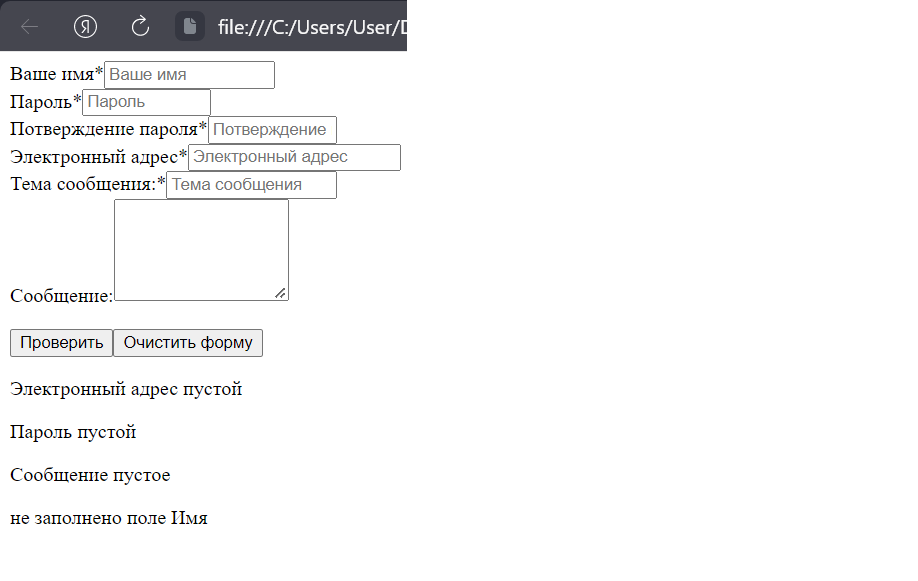 Я file:///C:/Users/User/D
Ваше имя* Ваше имя
Пароль* Пароль
Потверждение пароля* Потверждение
Электронный адрес* Электронный адрес
Тема сообщения:* Тема сообщения
Сообщение:
Проверить Очистить форму
Электронный адрес пустой
Пароль пустой
Сообщение пустое
не заполнено поле Имя